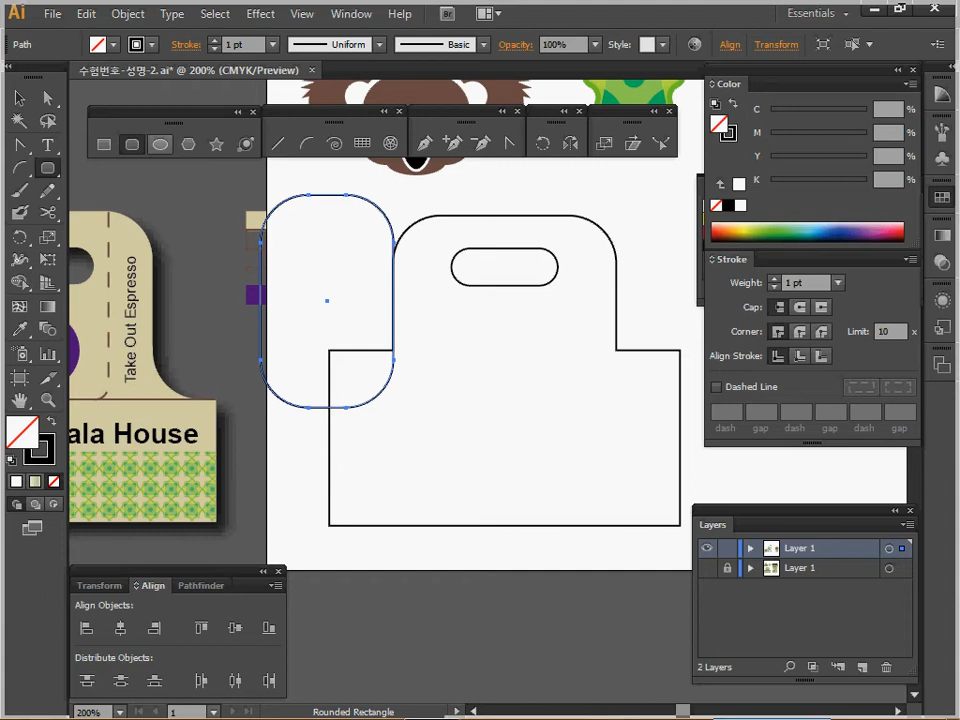 Ai File Edit Object Type Select Effect View Window Help Br Essentials
Path Stroke: 1 pt Uniform Basic Opacity: 100% Style: Align Transform
수험번호-성명-2.ai* @ 200% (CMYK/Preview)
Color
C %
M %
Y %
K %
Stroke
Weight: 1 pt
Cap:
Corner: Limit: 10 x
Align Stroke:
Dashed Line
dash gap dash gap dash gap
Take Out Espresso
ala House
Layers
Layer 1
Layer 1
2 Layers
Transform Align Pathfinder
Align Objects:
Distribute Objects:
200% 1 Rounded Rectangle